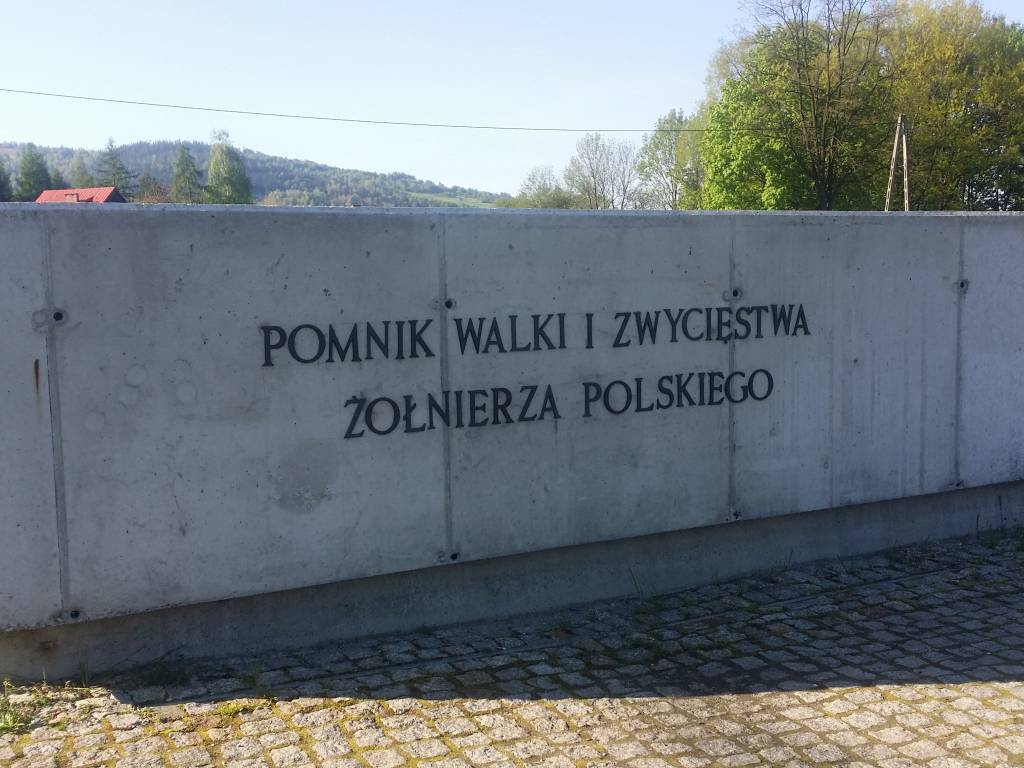 POMNIK WALKI I ZWYCIĘSTWA
ŻOŁNIERZA POLSKIEGO